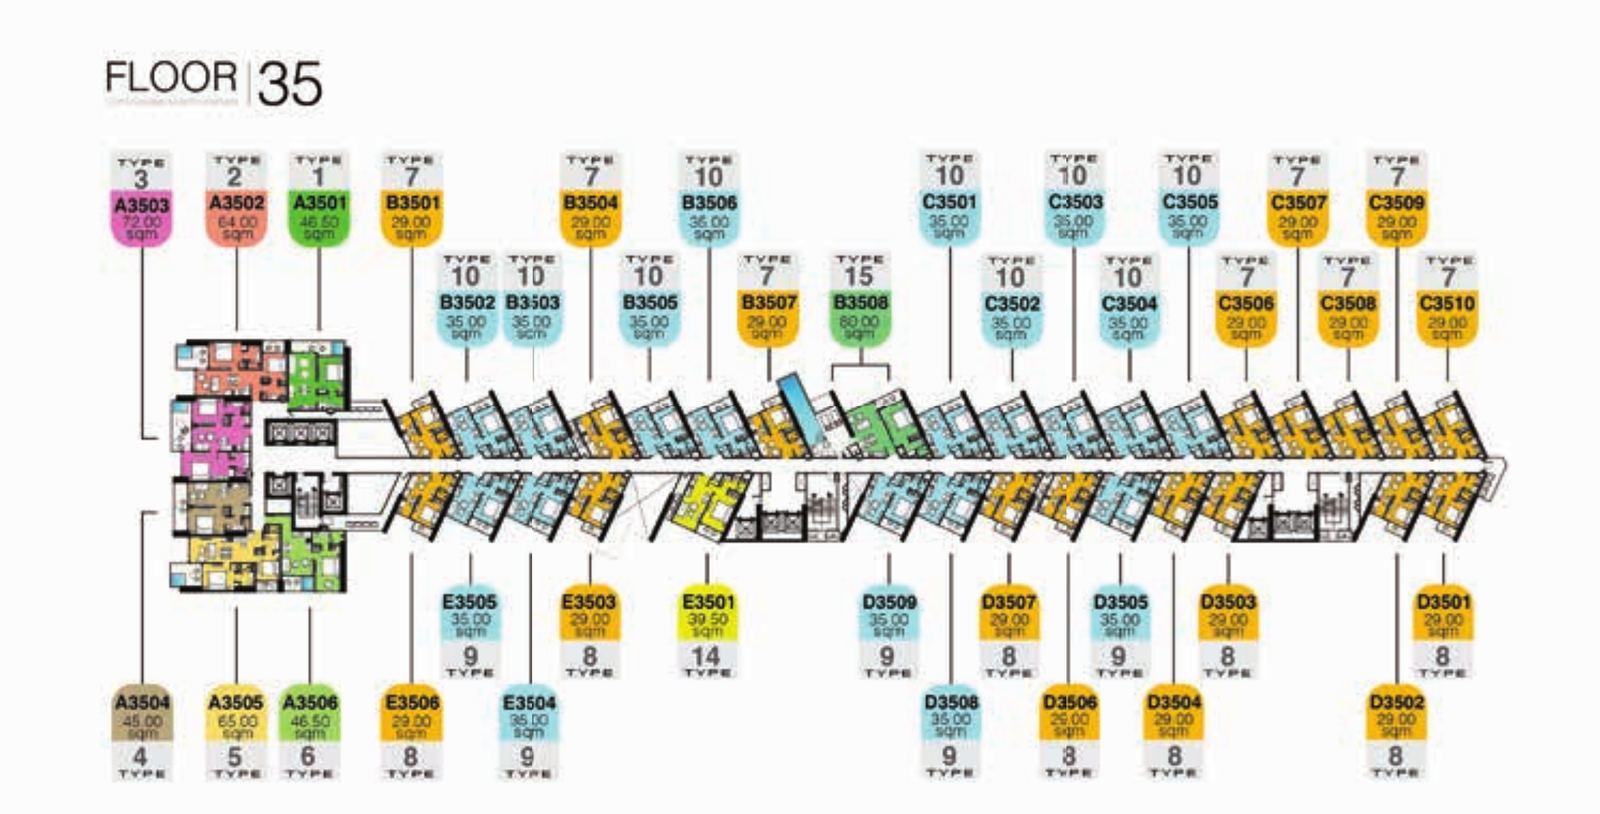 FLOOR 35
TYPE
3
A3503
72.00
sqm
TYPE
2
A3502
64.00
sqm
TYPE
1
A3501
46.50
sqm
TYPE
7
B3501
29.00
sqm
TYPE
7
B3504
29.00
sqm
TYPE
10
B3506
35.00
sqm
TYPE
10
C3501
35.00
sqm
TYPE
10
C3503
35.00
sqm
TYPE
10
C3505
35.00
sqm
TYPE
7
C3507
29.00
sqm
TYPE
7
C3509
29.00
sqm
TYPE
10
B3502
35.00
sqm
TYPE
10
B3503
35.00
sqm
TYPE
10
B3505
35.00
sqm
TYPE
7
B3507
29.00
sqm
TYPE
15
B3508
80.00
sqm
TYPE
10
C3502
35.00
sqm
TYPE
10
C3504
35.00
sqm
TYPE
7
C3506
29.00
sqm
TYPE
7
C3508
29.00
sqm
TYPE
7
C3510
29.00
sqm
E3505
35.00
sqm
9
TYPE
E3503
29.00
sqm
8
TYPE
E3501
39.50
sqm
14
TYPE
D3509
35.00
sqm
9
TYPE
D3507
29.00
sqm
8
TYPE
D3505
35.00
sqm
9
TYPE
D3503
29.00
sqm
8
TYPE
D3501
29.00
sqm
8
TYPE
A3504
45.00
sqm
4
TYPE
A3505
65.00
sqm
5
TYPE
A3506
46.50
sqm
6
TYPE
E3506
29.00
sqm
8
TYPE
E3504
35.00
sqm
9
TYPE
D3508
35.00
sqm
9
TYPE
D3506
29.00
sqm
8
TYPE
D3504
29.00
sqm
8
TYPE
D3502
29.00
sqm
8
TYPE